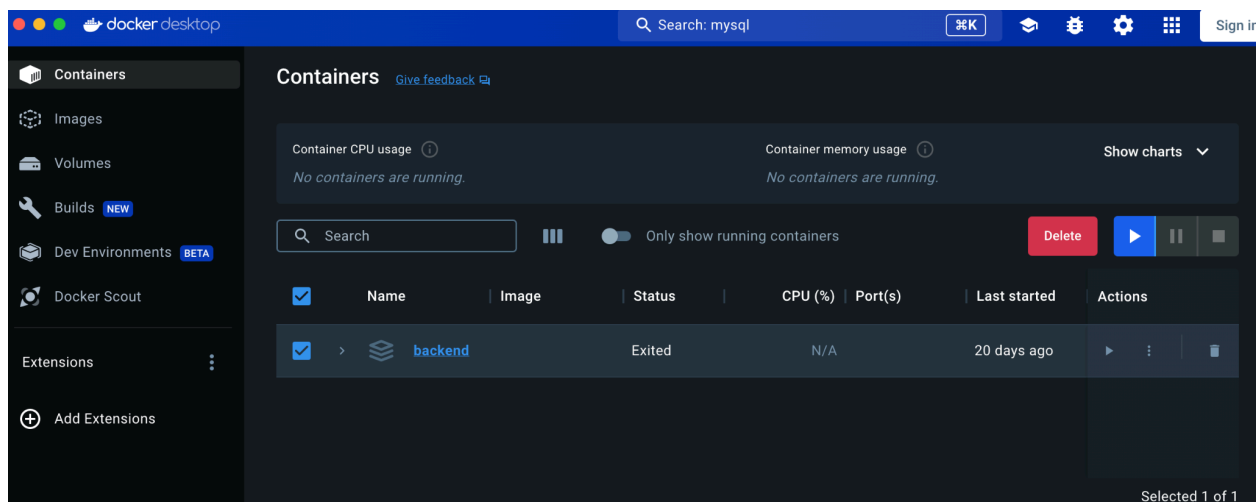 docker desktop
Search: mysql
⌘K
Sign in
Containers
Images
Volumes
Builds NEW
Dev Environments BETA
Docker Scout
Extensions
Add Extensions
Containers Give feedback
Container CPU usage
No containers are running.
Container memory usage
No containers are running.
Show charts
Search
Only show running containers
Delete
Name Image Status CPU (%) Port(s) Last started Actions
backend Exited N/A 20 days ago
Selected 1 of 1